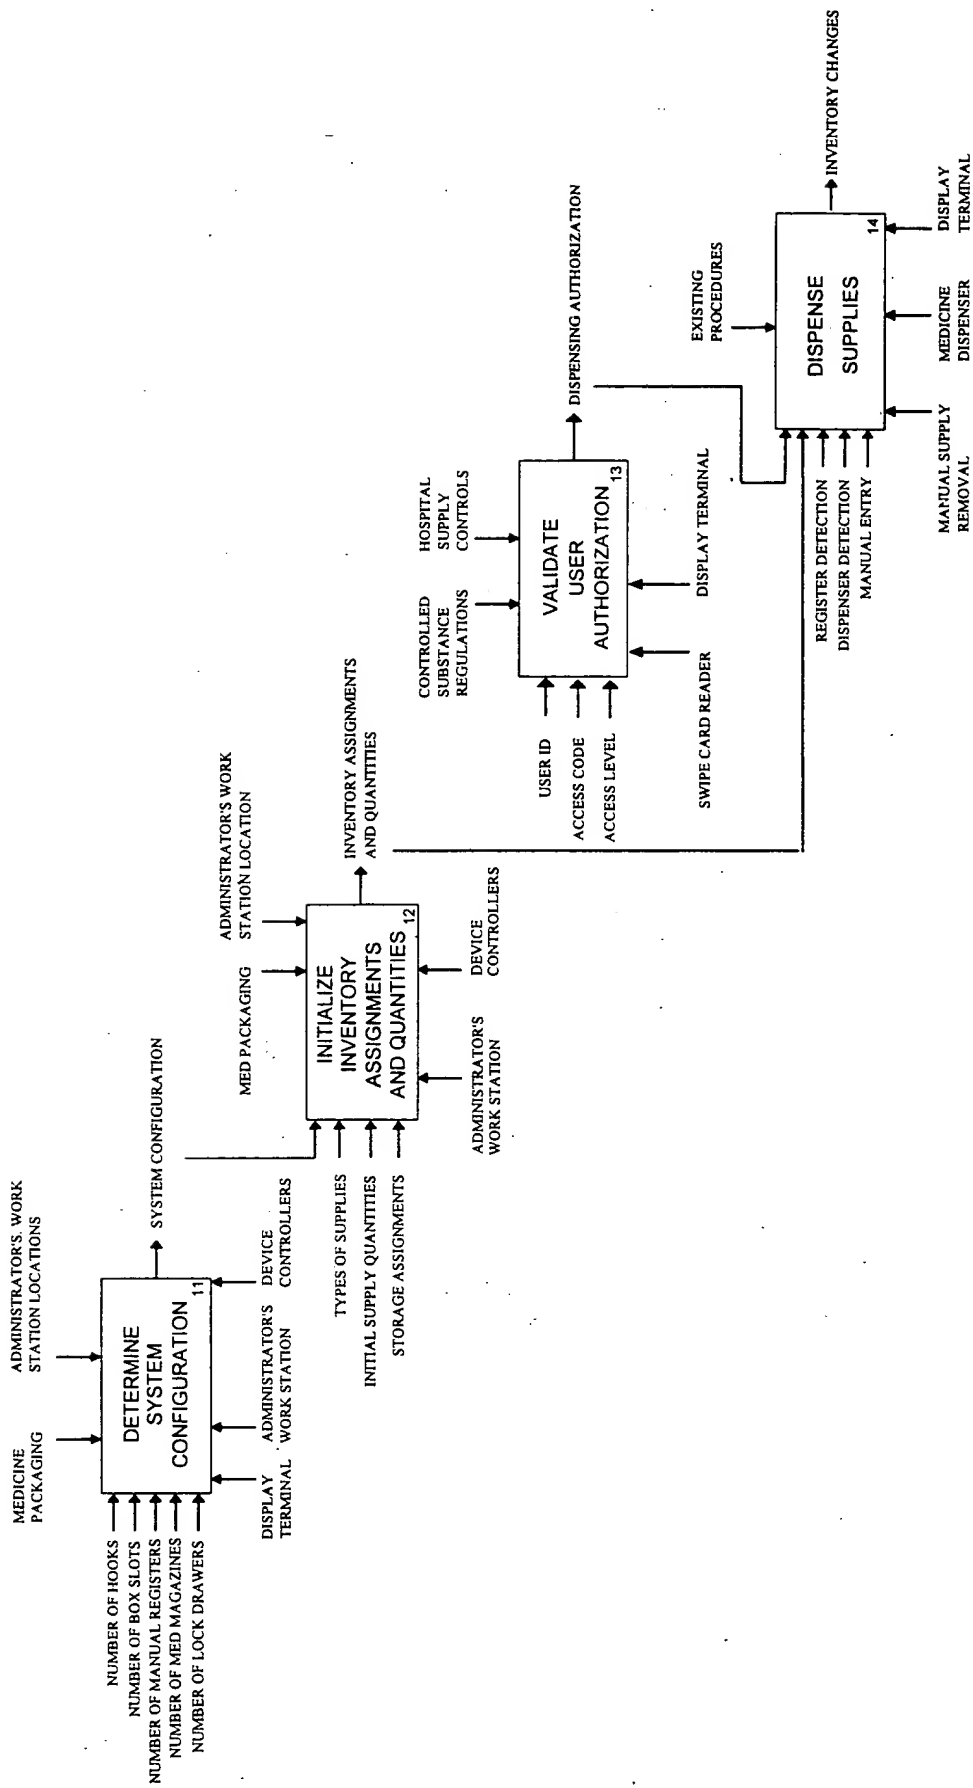 MEDICINE
PACKAGING
ADMINISTRATOR'S WORK
STATION LOCATIONS
NUMBER OF HOOKS
NUMBER OF BOX SLOTS
NUMBER OF MANUAL REGISTERS
NUMBER OF MED MAGAZINES
NUMBER OF LOCK DRAWERS
DETERMINE
SYSTEM
CONFIGURATION
11
SYSTEM CONFIGURATION
DISPLAY
TERMINAL
ADMINISTRATOR'S
WORK STATION
DEVICE
CONTROLLERS
MED PACKAGING
ADMINISTRATOR'S WORK
STATION LOCATION
TYPES OF SUPPLIES
INITIAL SUPPLY QUANTITIES
STORAGE ASSIGNMENTS
INITIALIZE
INVENTORY
ASSIGNMENTS
AND QUANTITIES
12
INVENTORY ASSIGNMENTS
AND QUANTITIES
ADMINISTRATOR'S
WORK STATION
DEVICE
CONTROLLERS
CONTROLLED
SUBSTANCE
REGULATIONS
HOSPITAL
SUPPLY
CONTROLS
USER ID
ACCESS CODE
ACCESS LEVEL
VALIDATE
USER
AUTHORIZATION
13
DISPENSING AUTHORIZATION
SWIPE CARD READER
DISPLAY TERMINAL
EXISTING
PROCEDURES
REGISTER DETECTION
DISPENSER DETECTION
MANUAL ENTRY
DISPENSE
SUPPLIES
14
INVENTORY CHANGES
MANUAL SUPPLY
REMOVAL
MEDICINE
DISPENSER
DISPLAY
TERMINAL